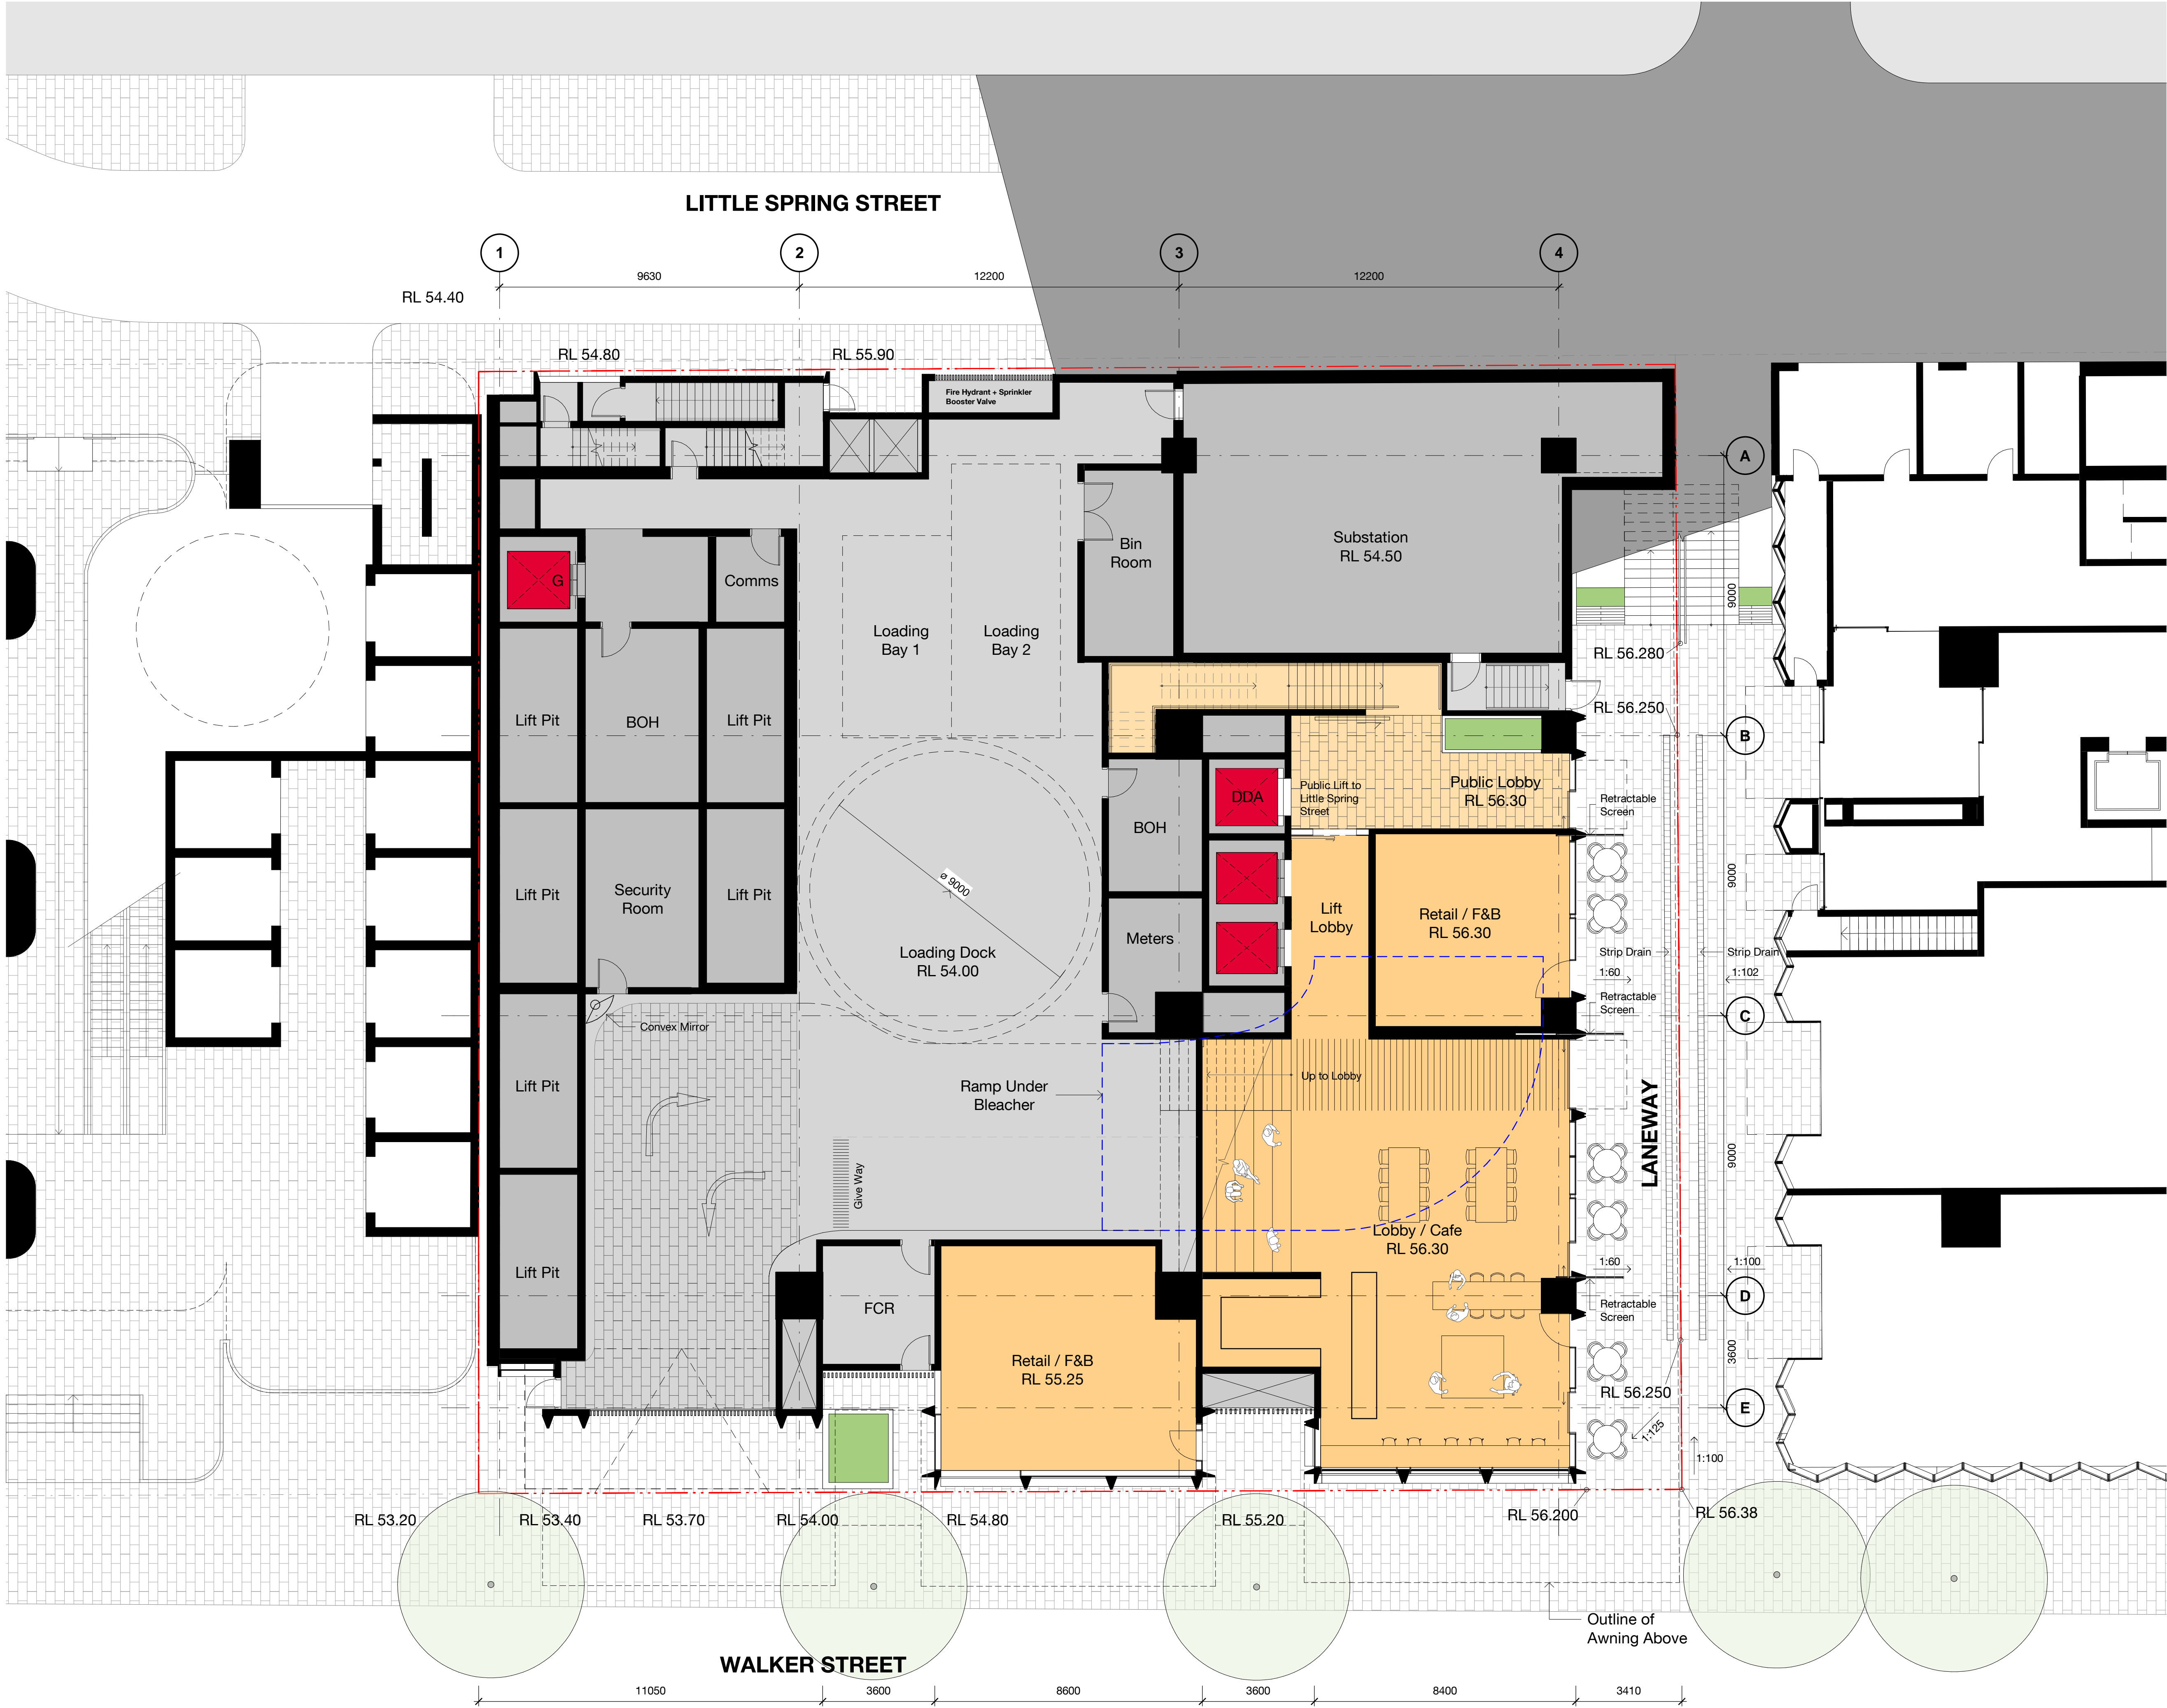 LITTLE SPRING STREET
1
2
3
4
9630
12200
12200
RL 54.40
RL 54.80
RL 55.90
Fire Hydrant + Sprinkler
Booster Valve
A
Substation
RL 54.50
Bin
Room
G
Comms
9000
Loading
Bay 1
Loading
Bay 2
RL 56.280
RL 56.250
Lift Pit
BOH
Lift Pit
B
Public Lobby
RL 56.30
Public Lift to
Little Spring
Street
DDA
Retractable
Screen
BOH
9000
Lift Pit
Security
Room
Lift Pit
ø 9000
Lift
Lobby
Retail / F&B
RL 56.30
Meters
Loading Dock
RL 54.00
Strip Drain
Strip Drain
1:60
1:102
Retractable
Screen
C
Convex Mirror
Lift Pit
Ramp Under
Bleacher
Up to Lobby
LANEWAY
9000
Give Way
Lobby / Cafe
RL 56.30
Lift Pit
1:60
1:100
D
FCR
Retractable
Screen
3600
Retail / F&B
RL 55.25
RL 56.250
E
1:125
1:100
RL 53.20
RL 53.40
RL 53.70
RL 54.00
RL 54.80
RL 55.20
RL 56.200
RL 56.38
Outline of
Awning Above
WALKER STREET
11050
3600
8600
3600
8400
3410